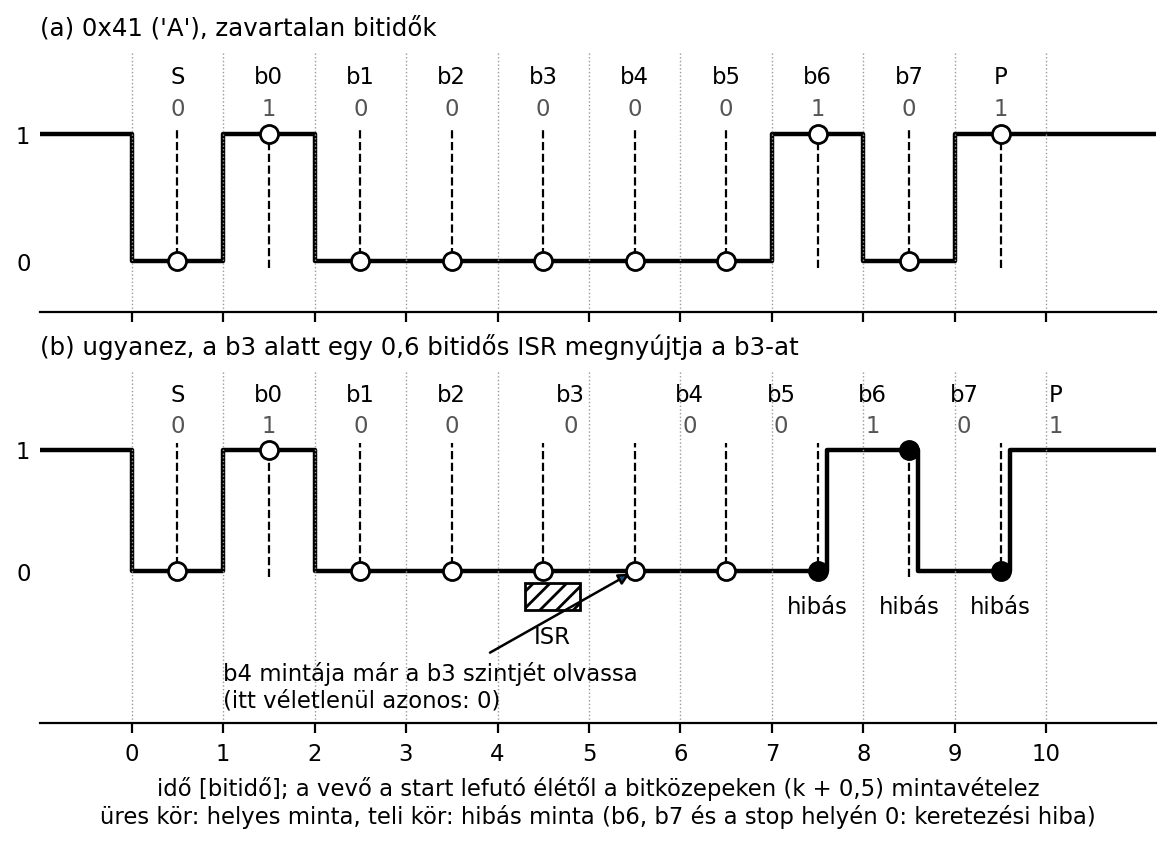 (a) 0x41 ('A'), zavartalan bitidők
S b0 b1 b2 b3 b4 b5 b6 b7 P
0 1 0 0 0 0 0 1 0 1
1
0
(b) ugyanez, a b3 alatt egy 0,6 bitidős ISR megnyújtja a b3-at
S b0 b1 b2 b3 b4 b5 b6 b7 P
0 1 0 0 0 0 0 1 0 1
1
0
hibás hibás hibás
ISR
b4 mintája már a b3 szintjét olvassa
(itt véletlenül azonos: 0)
0 1 2 3 4 5 6 7 8 9 10
idő [bitidő]; a vevő a start lefutó élétől a bitközepeken (k + 0,5) mintavételez
üres kör: helyes minta, teli kör: hibás minta (b6, b7 és a stop helyén 0: keretezési hiba)